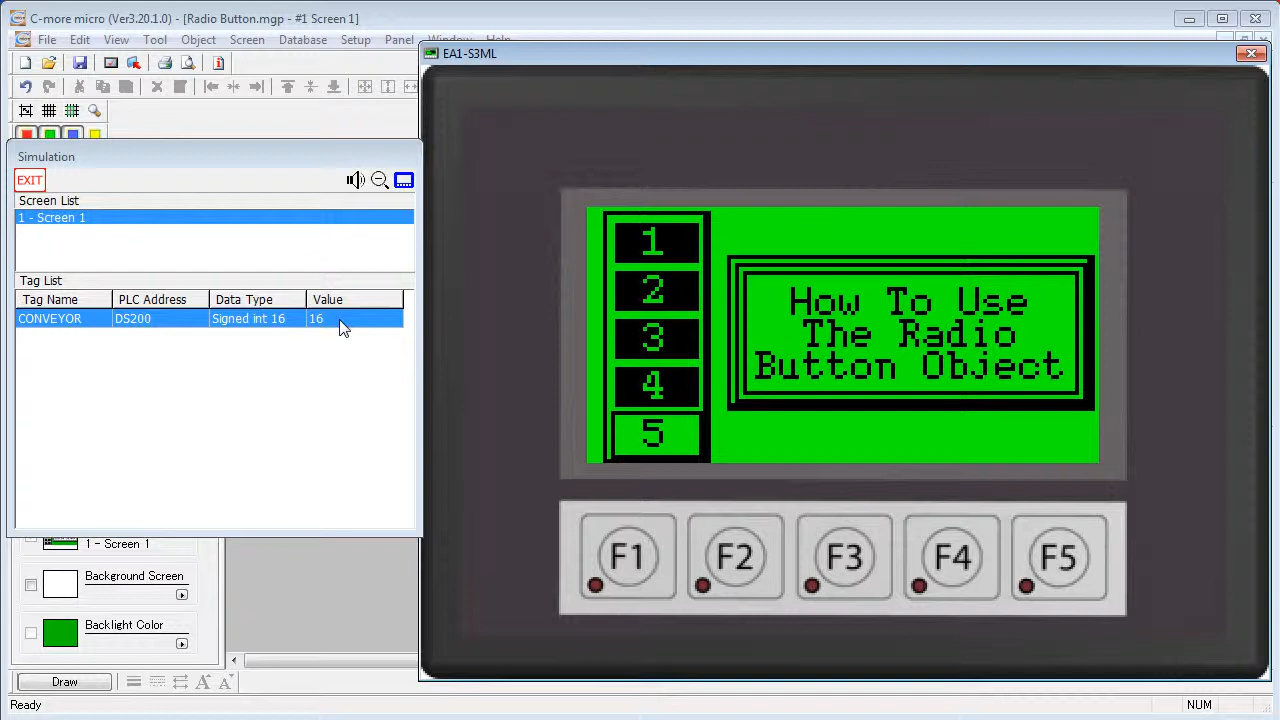 C-more micro (Ver3.20.1.0) - [Radio Button.mgp - #1 Screen 1]
File Edit View Tool Object Screen Database Setup Panel Window Help
EA1-S3ML
Simulation
EXIT
Screen List
1 - Screen 1
Tag List
Tag Name PLC Address Data Type Value
CONVEYOR DS200 Signed int 16 16
1
2
3
4
5
How To Use
The Radio
Button Object
F1 F2 F3 F4 F5
1 - Screen 1
Background Screen
Backlight Color
Draw
Ready NUM